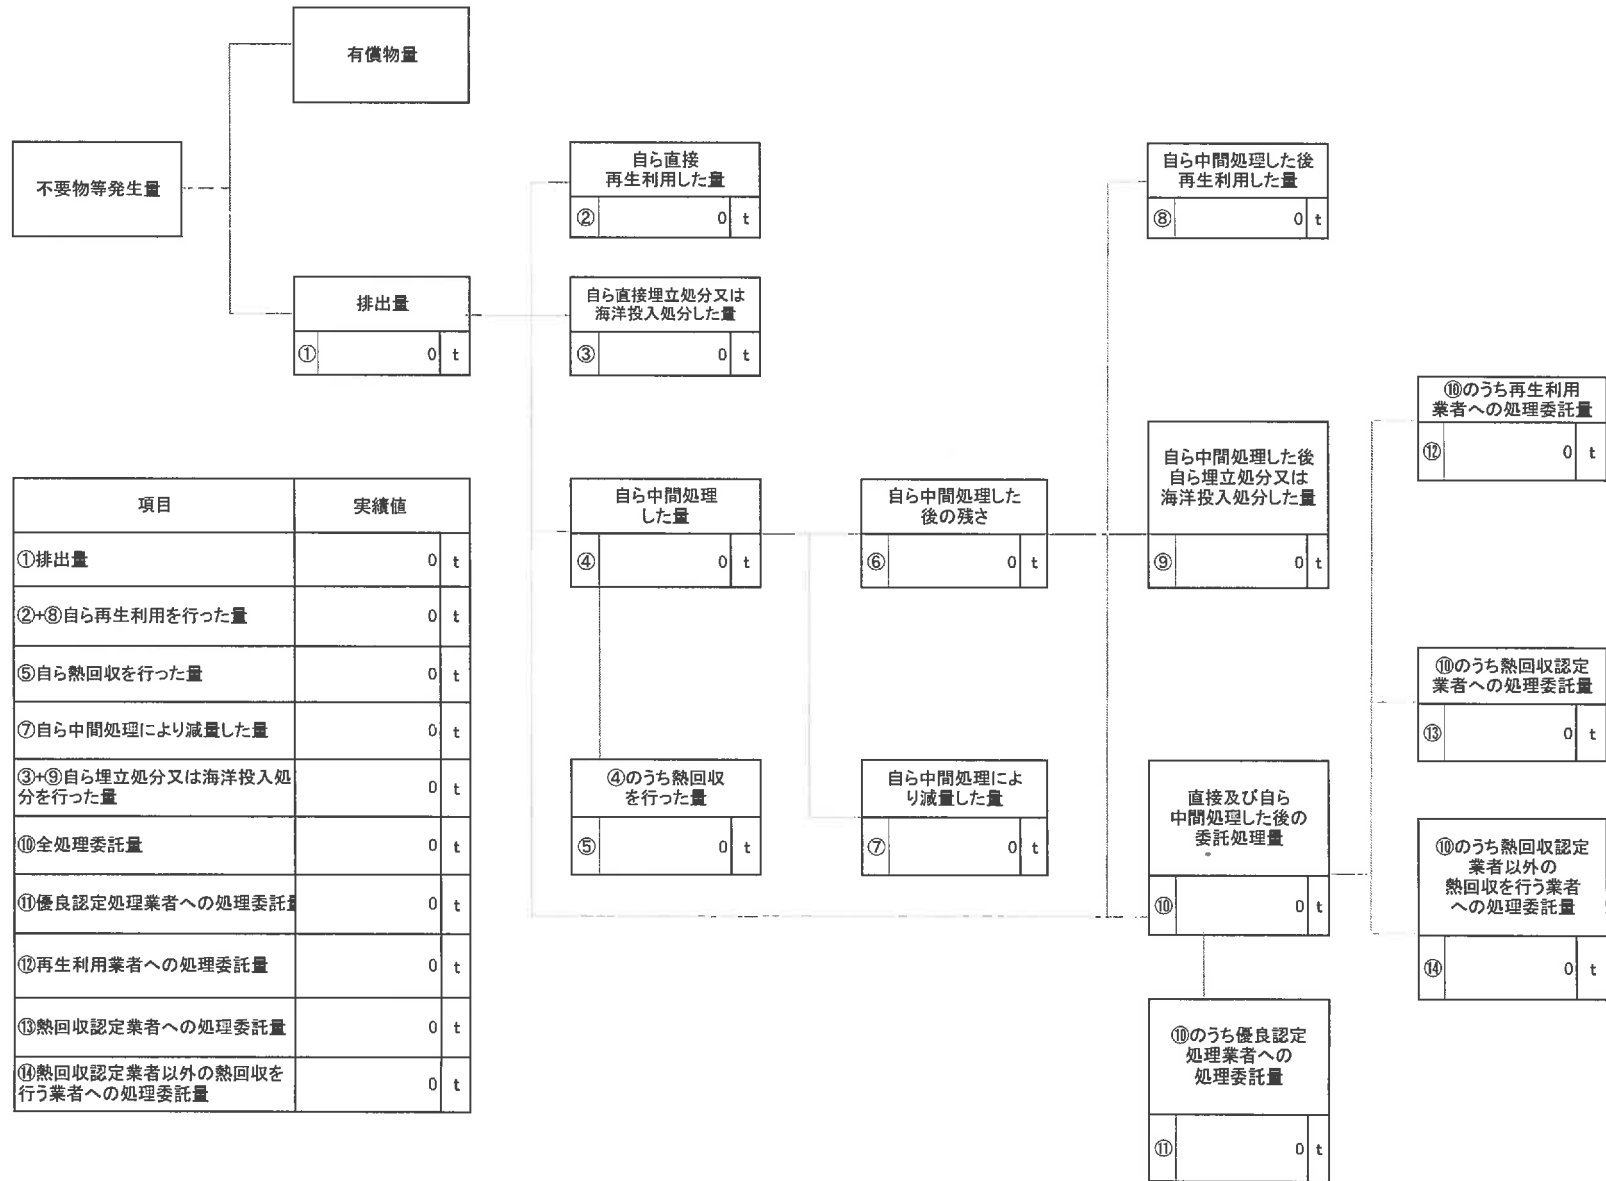 有償物量
不要物等発生量
排出量
① 0 t
自ら直接
再生利用した量
② 0 t
自ら直接埋立処分又は
海洋投入処分した量
③ 0 t
自ら中間処理
した量
④ 0 t
④のうち熱回収
を行った量
⑤ 0 t
自ら中間処理した
後の残さ
⑥ 0 t
自ら中間処理によ
り減量した量
⑦ 0 t
自ら中間処理した後
再生利用した量
⑧ 0 t
自ら中間処理した後
自ら埋立処分又は
海洋投入処分した量
⑨ 0 t
直接及び自ら
中間処理した後の
委託処理量
⑩ 0 t
⑩のうち優良認定
処理業者への
処理委託量
⑪ 0 t
⑩のうち再生利用
業者への処理委託量
⑫ 0 t
⑩のうち熱回収認定
業者への処理委託量
⑬ 0 t
⑩のうち熱回収認定
業者以外の
熱回収を行う業者
への処理委託量
⑭ 0 t
項目 実績値
①排出量 0 t
②+⑧自ら再生利用を行った量 0 t
⑤自ら熱回収を行った量 0 t
⑦自ら中間処理により減量した量 0 t
③+⑨自ら埋立処分又は海洋投入処
分を行った量 0 t
⑩全処理委託量 0 t
⑪優良認定処理業者への処理委託量 0 t
⑫再生利用業者への処理委託量 0 t
⑬熱回収認定業者への処理委託量 0 t
⑭熱回収認定業者以外の熱回収を
行う業者への処理委託量 0 t